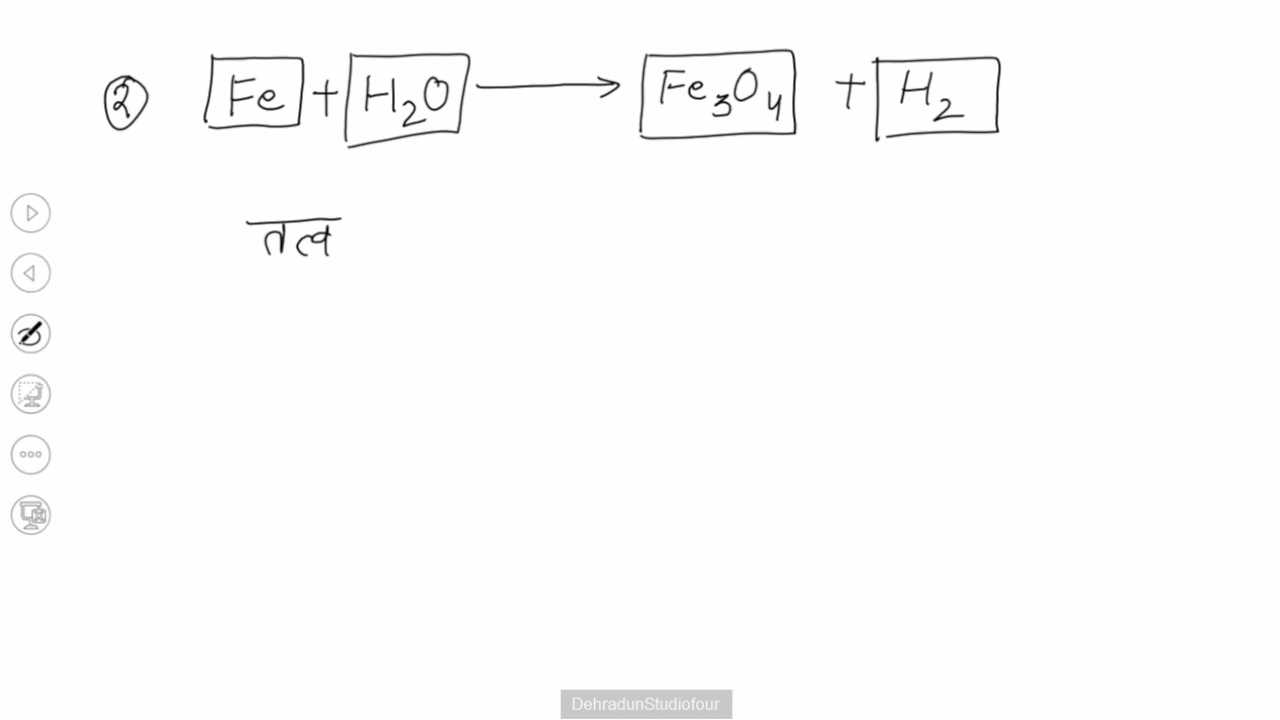 ② Fe + H₂O ⟶ Fe₃O₄ + H₂
तत्व
DehradunStudiofour